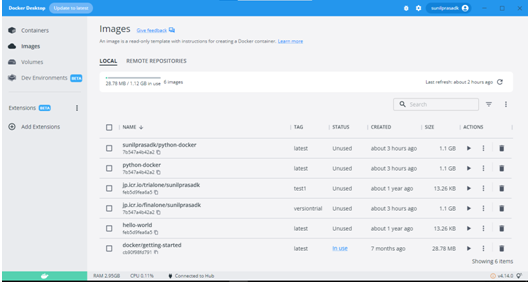 Docker Desktop Update to latest sunilprasadk
Containers
Images
Volumes
Dev Environments BETA
Extensions BETA
Add Extensions
Images Give feedback
An image is a read-only template with instructions for creating a Docker container. Learn more
LOCAL REMOTE REPOSITORIES
28.78 MB / 1.12 GB in use 6 images Last refresh: about 2 hours ago
Search
NAME TAG STATUS CREATED SIZE ACTIONS
sunilprasadk/python-docker latest Unused about 3 hours ago 1.1 GB
7b547a4b42a2
python-docker latest Unused about 3 hours ago 1.1 GB
7b547a4b42a2
jp.icr.io/trialone/sunilprasadk test1 Unused about 1 year ago 13.26 KB
feb5d9fea6a5
jp.icr.io/finalone/sunilprasadk versiontrial Unused about 3 hours ago 1.1 GB
7b547a4b42a2
hello-world latest Unused about 1 year ago 13.26 KB
feb5d9fea6a5
docker/getting-started latest In use 7 months ago 28.78 MB
Showing 6 items
RAM 2.95GB CPU 0.11% Connected to Hub v4.14.0